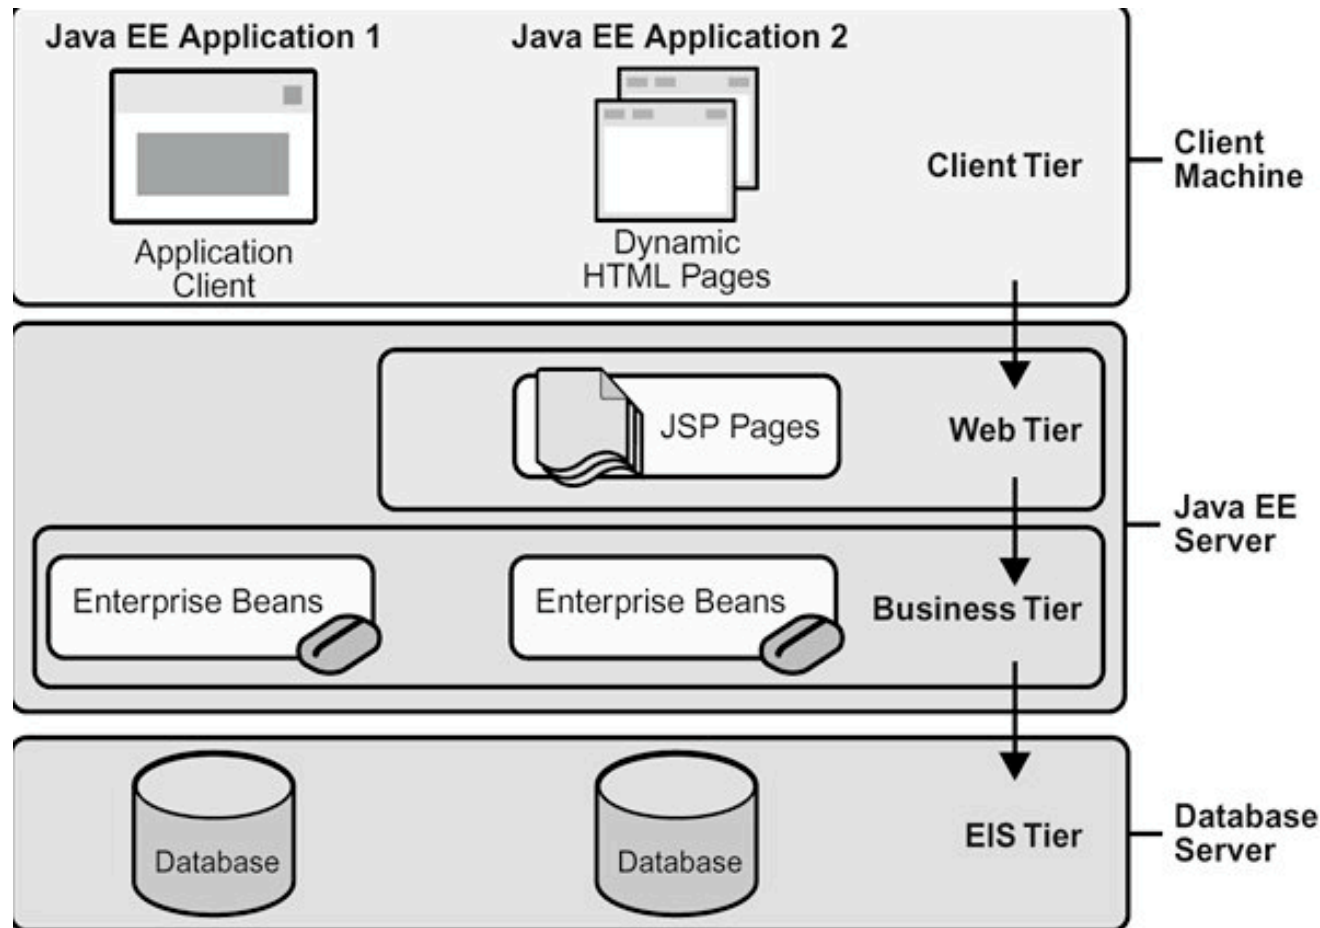 Java EE Application 1
Java EE Application 2
Application
Client
Dynamic
HTML Pages
Client Tier
Client
Machine
JSP Pages
Web Tier
Java EE
Server
Enterprise Beans
Enterprise Beans
Business Tier
Database
Database
EIS Tier
Database
Server